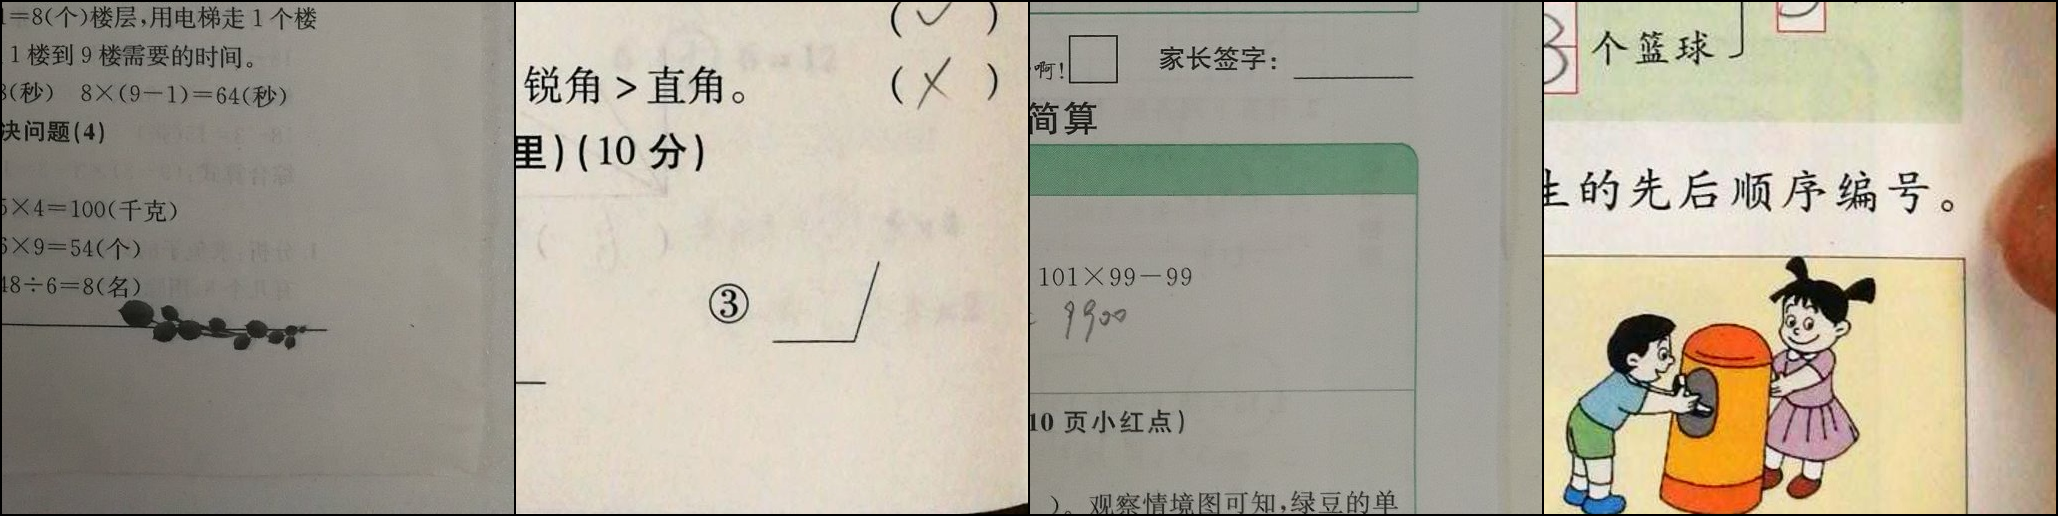 1=8(个)楼层,用电梯走1个楼
1楼到9楼需要的时间。
8(秒) 8×(9-1)=64(秒)
决问题(4)
5×4=100(千克)
6×9=54(个)
48÷6=8(名)
(✓)
锐角>直角。 (×)
里)(10分)
③
啊!□ 家长签字:
简算
101×99-99
= 9900
10页小红点)
)。观察情境图可知,绿豆的单
3个篮球
生的先后顺序编号。